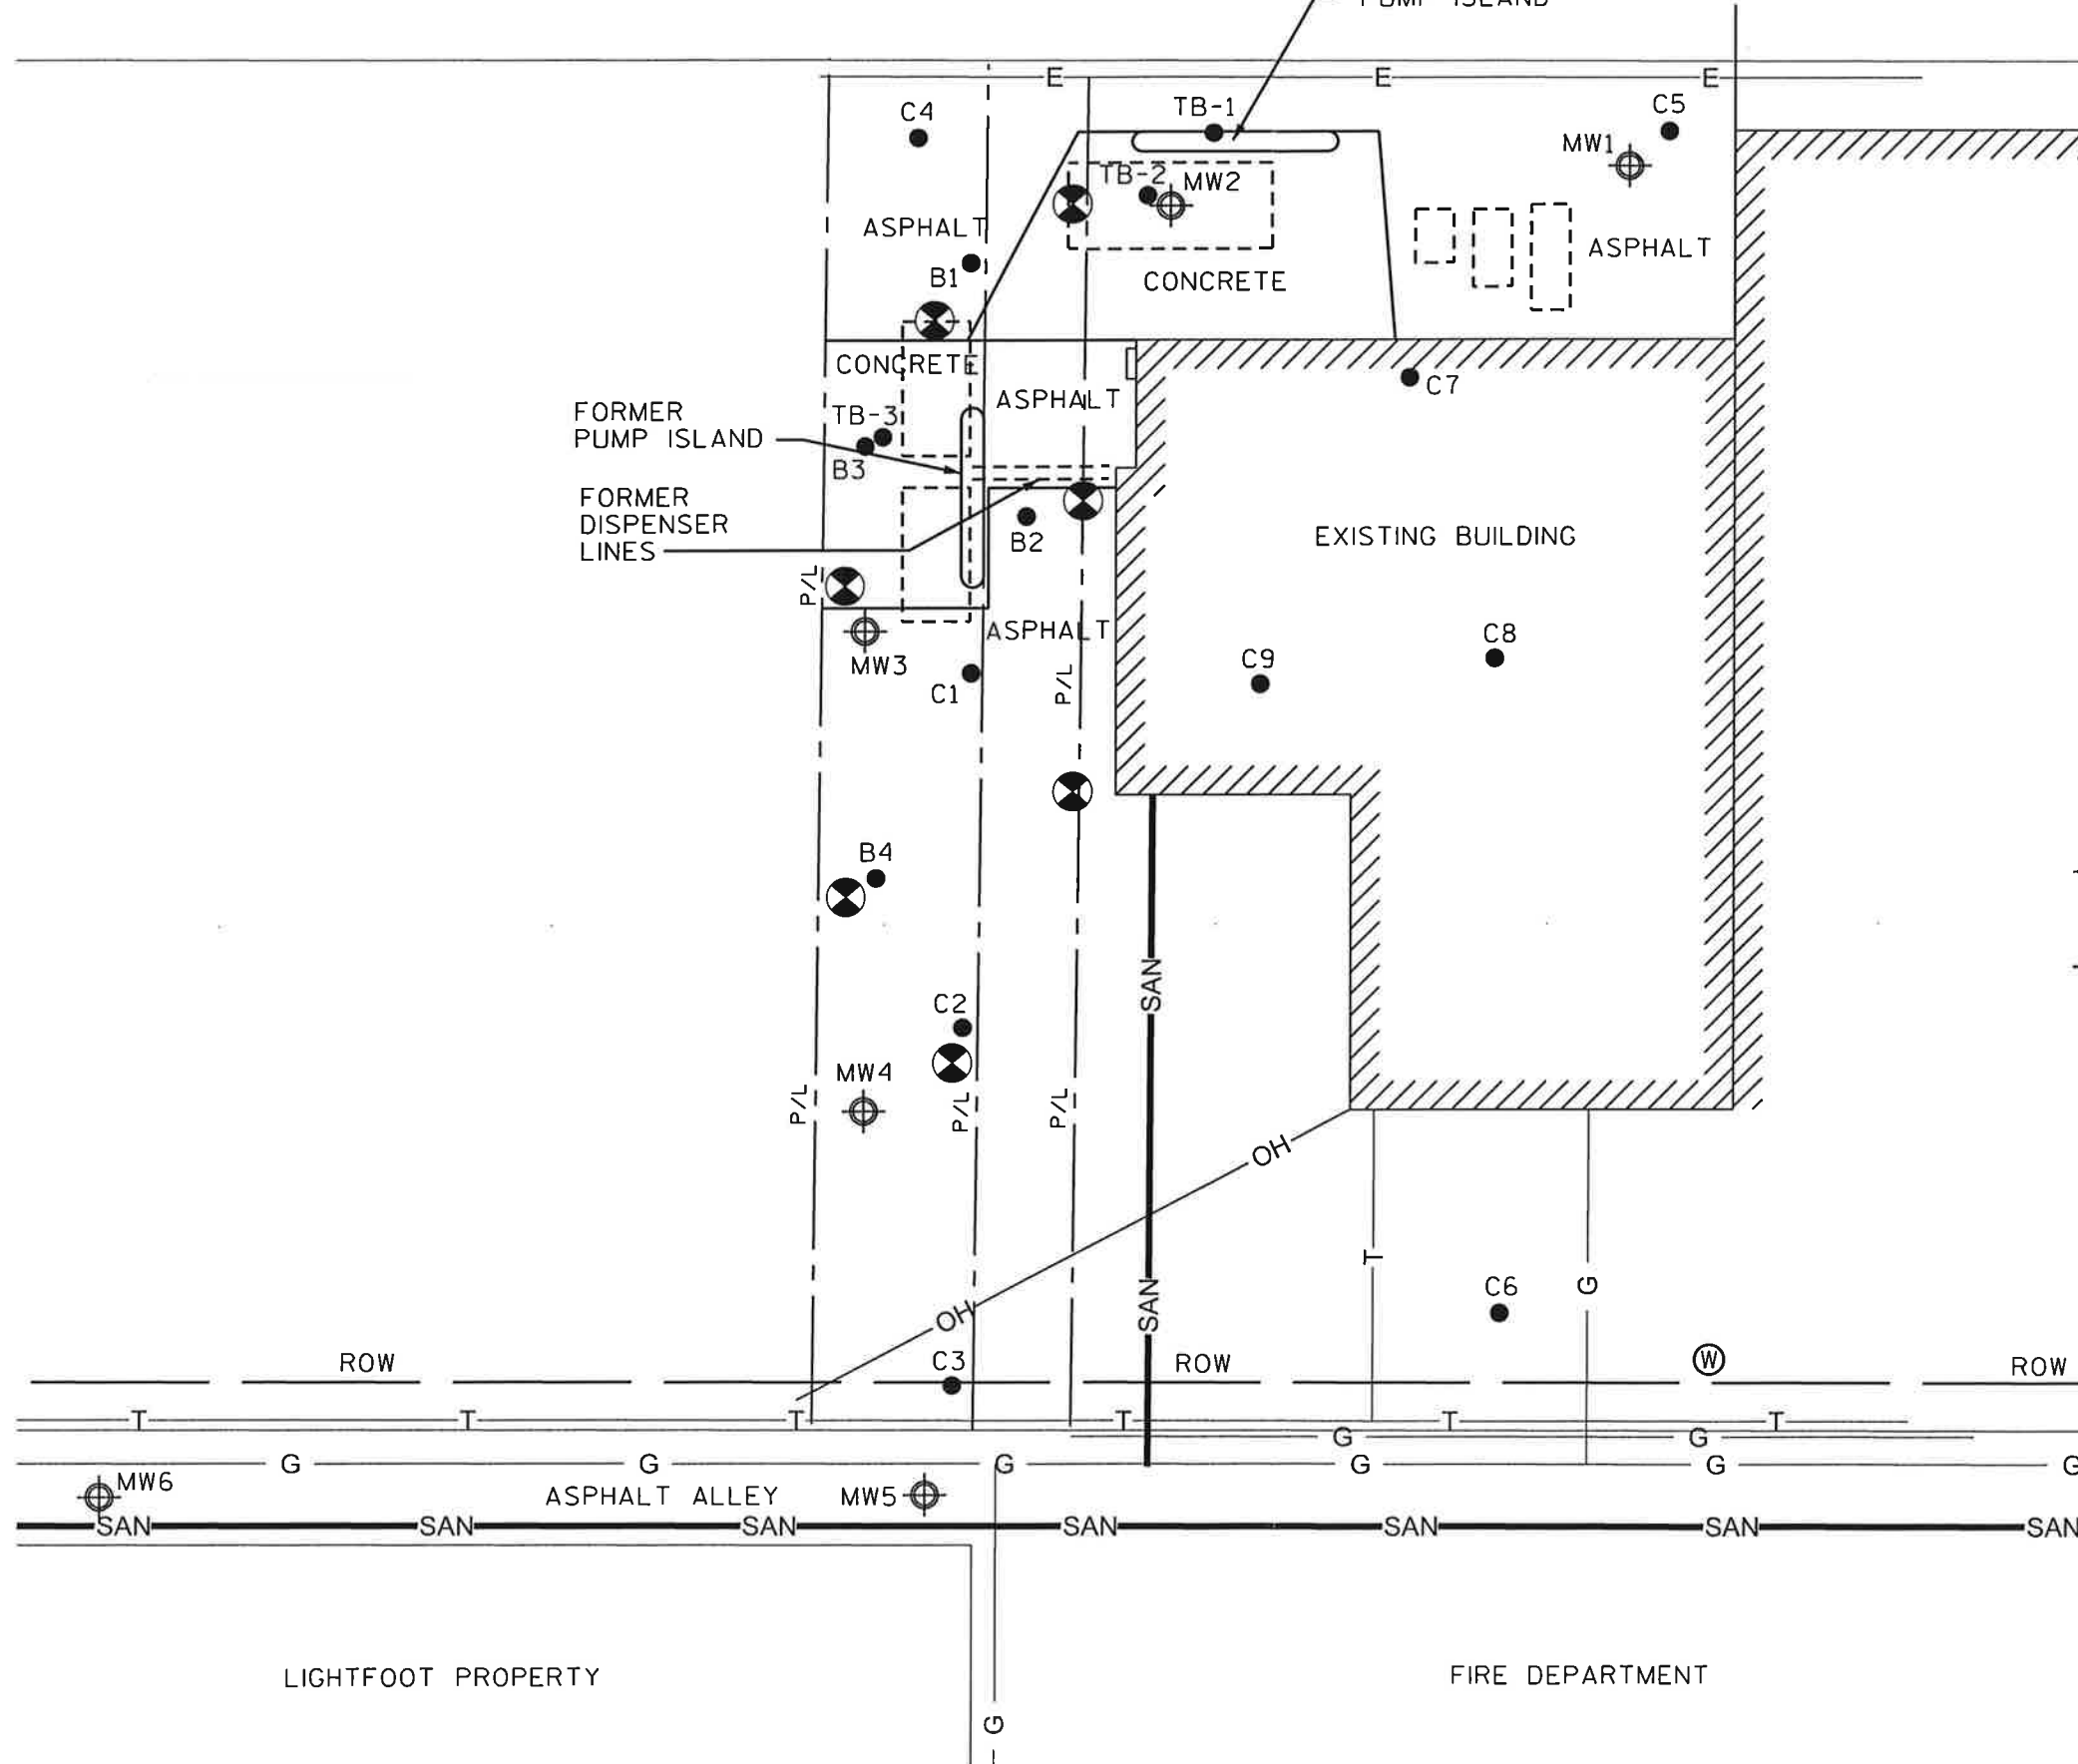 PUMP ISLAND
E
E
E
C4
TB-1
C5
MW1
TB-2
MW2
ASPHALT
ASPHALT
B1
CONCRETE
CONCRETE
ASPHALT
C7
FORMER
PUMP ISLAND
TB-3
B3
FORMER
DISPENSER
LINES
B2
EXISTING BUILDING
P/L
ASPHALT
MW3
C1
P/L
C9
C8
B4
SAN
C2
MW4
P/L
P/L
P/L
OH
T
G
C6
SAN
OH
ROW
C3
ROW
W
ROW
T
T
T
T
T
T
G
G
G
G
G
G
G
G
MW6
ASPHALT ALLEY
MW5
SAN
SAN
SAN
SAN
SAN
SAN
SAN
LIGHTFOOT PROPERTY
FIRE DEPARTMENT
G